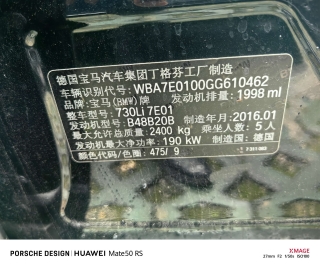 德国宝马汽车集团丁格芬工厂制造
车辆识别代号: WBA7E0100GG610462
品牌: 宝马(BMW)牌 发动机排量: 1998 ml
整车型号: 730Li 7E01
发动机型号: B48B20B 制造年月: 2016.01
最大允许总质量: 2400 kg 乘坐人数: 5 人
发动机最大净功率: 190 kW 制造国: 德国
颜色代码/色圈: 475/ 9
PORSCHE DESIGN | HUAWEI Mate50 RS
XMAGE
27mm F2 1/50s ISO100